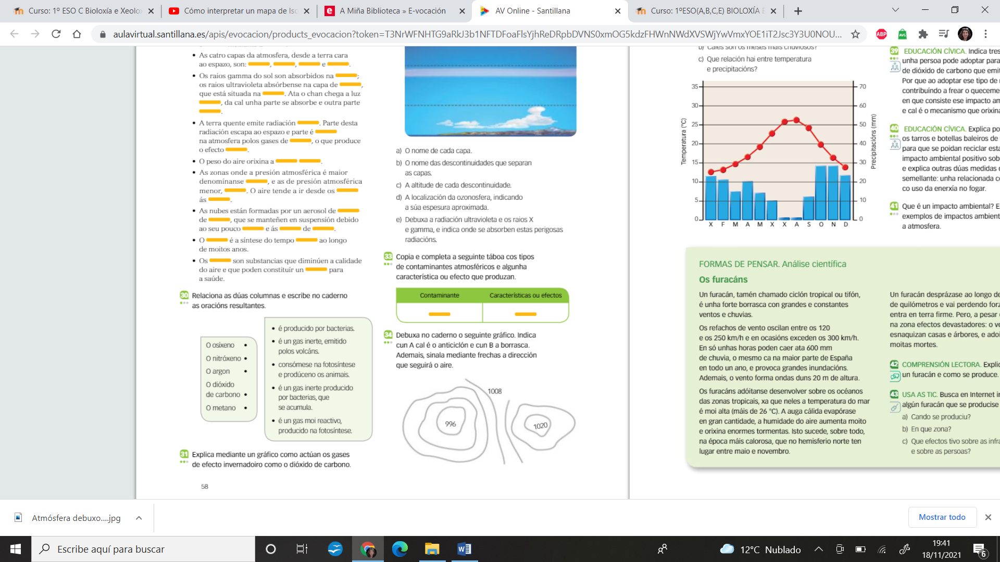 Curso: 1º ESO C Bioloxía e Xeolox
Cómo interpretar un mapa de Iso
A Miña Biblioteca » E-vocación
AV Online - Santillana
Curso: 1ºESO(A,B,C,E) BIOLOXÍA E
aulavirtual.santillana.es/apis/evocacion/products_evocacion?token=T3NrWFNHTG9aRkJ3b1NFTDFoaFlsYjhReDRpbDVNS0xmOG5kdzFHWnNWdXVSWjYwVmxYOE1iT2Jsc3Y3U0NOU...
ABP
AVG
As catro capas da atmosfera, desde a terra cara
ao espazo, son: , , e .
Os raios gamma do sol son absorbidos na ;
os raios ultravioleta absórbense na capa de ,
que está situada na . Ata o chan chega a luz
, da cal unha parte se absorbe e outra parte
.
A terra quente emite radiación . Parte desta
radiación escapa ao espazo e parte é
na atmosfera polos gases de , o que produce
o efecto .
O peso do aire orixina a .
As zonas onde a presión atmosférica é maior
denomínanse , e as de presión atmosférica
menor, . O aire tende a ir desde os
ás .
As nubes están formadas por un aerosol de
de , que se manteñen en suspensión debido
ao seu pouco e ás de .
O é a síntese do tempo ao longo
de moitos anos.
Os son substancias que diminúen a calidade
do aire e que poden constituír un para
a saúde.
30 Relaciona as dúas columnas e escribe no caderno
as oracións resultantes.
O osíxeno
O nitróxeno
O argon
O dióxido
de carbono
O metano
é producido por bacterias.
é un gas inerte, emitido
polos volcáns.
consómese na fotosíntese
e prodúceno os animais.
é un gas inerte producido
por bacterias, que
se acumula.
é un gas moi reactivo,
producido na fotosíntese.
31 Explica mediante un gráfico como actúan os gases
de efecto invernadoiro como o dióxido de carbono.
58
a) O nome de cada capa.
b) O nome das descontinuidades que separan
as capas.
c) A altitude de cada descontinuidade.
d) A localización da ozonosfera, indicando
a súa espesura aproximada.
e) Debuxa a radiación ultravioleta e os raios X
e gamma, e indica onde se absorben estas perigosas
radiacións.
33 Copia e completa a seguinte táboa cos tipos
de contaminantes atmosféricos e algunha
característica ou efecto que produzan.
Contaminante Características ou efectos
34 Debuxa no caderno o seguinte gráfico. Indica
cun A cal é o anticiclón e cun B a borrasca.
Ademais, sinala mediante frechas a dirección
que seguirá o aire.
1008
996
1020
b) Cales son os meses máis chuviosos?
c) Que relación hai entre temperatura
e precipitacións?
35 70
30 60
25 50
20 40
15 30
10 20
5 10
0 0
Temperatura (°C)
Precipitacións (mm)
X F M A M X X A S O N D
FORMAS DE PENSAR. Análise científica
Os furacáns
Un furacán, tamén chamado ciclón tropical ou tifón,
é unha forte borrasca con grandes e constantes
ventos e chuvias.
Os refachos de vento oscilan entre os 120
e os 250 km/h e en ocasións exceden os 300 km/h.
En só unhas horas poden caer ata 600 mm
de chuvia, o mesmo ca na maior parte de España
en todo un ano, e provoca grandes inundacións.
Ademais, o vento forma ondas duns 20 m de altura.
Os furacáns adóitanse desenvolver sobre os océanos
das zonas tropicais, xa que neles a temperatura do mar
é moi alta (máis de 26 °C). A auga cálida evapórase
en gran cantidade, a humidade do aire aumenta moito
e orixina enormes tormentas. Isto sucede, sobre todo,
na época máis calorosa, que no hemisferio norte ten
lugar entre maio e novembro.
39 EDUCACIÓN CÍVICA. Indica tres
unha persoa pode adoptar para
de dióxido de carbono que emit
Por que ao adoptar ese tipo de
contribuíndo a frear o queceme
en que consiste ese impacto am
e cal é o mecanismo que orixina
40 EDUCACIÓN CÍVICA. Explica po
os tarros e botellas baleiros de
para que se poidan reciclar esta
impacto ambiental positivo sob
e explica outras dúas medidas
semellante: unha relacionada c
co uso da enerxía no fogar.
41 Que é un impacto ambiental? E
exemplos de impactos ambient
a atmosfera.
Un furacán desprázase ao longo de
de quilómetros e vai perdendo forz
entra en terra firme. Pero, a pesar
na zona efectos devastadores: o ve
esnaquizan casas e árbores, e adoi
moitas mortes.
42 COMPRENSIÓN LECTORA. Explic
un furacán e como se produce.
43 USA AS TIC. Busca en Internet in
algún furacán que se producise
a) Cando se produciu?
b) En que zona?
c) Que efectos tivo sobre as infra
e sobre as persoas?
Atmósfera debuxo....jpg
Mostrar todo
Escribe aquí para buscar
12°C Nublado
19:41
18/11/2021
6